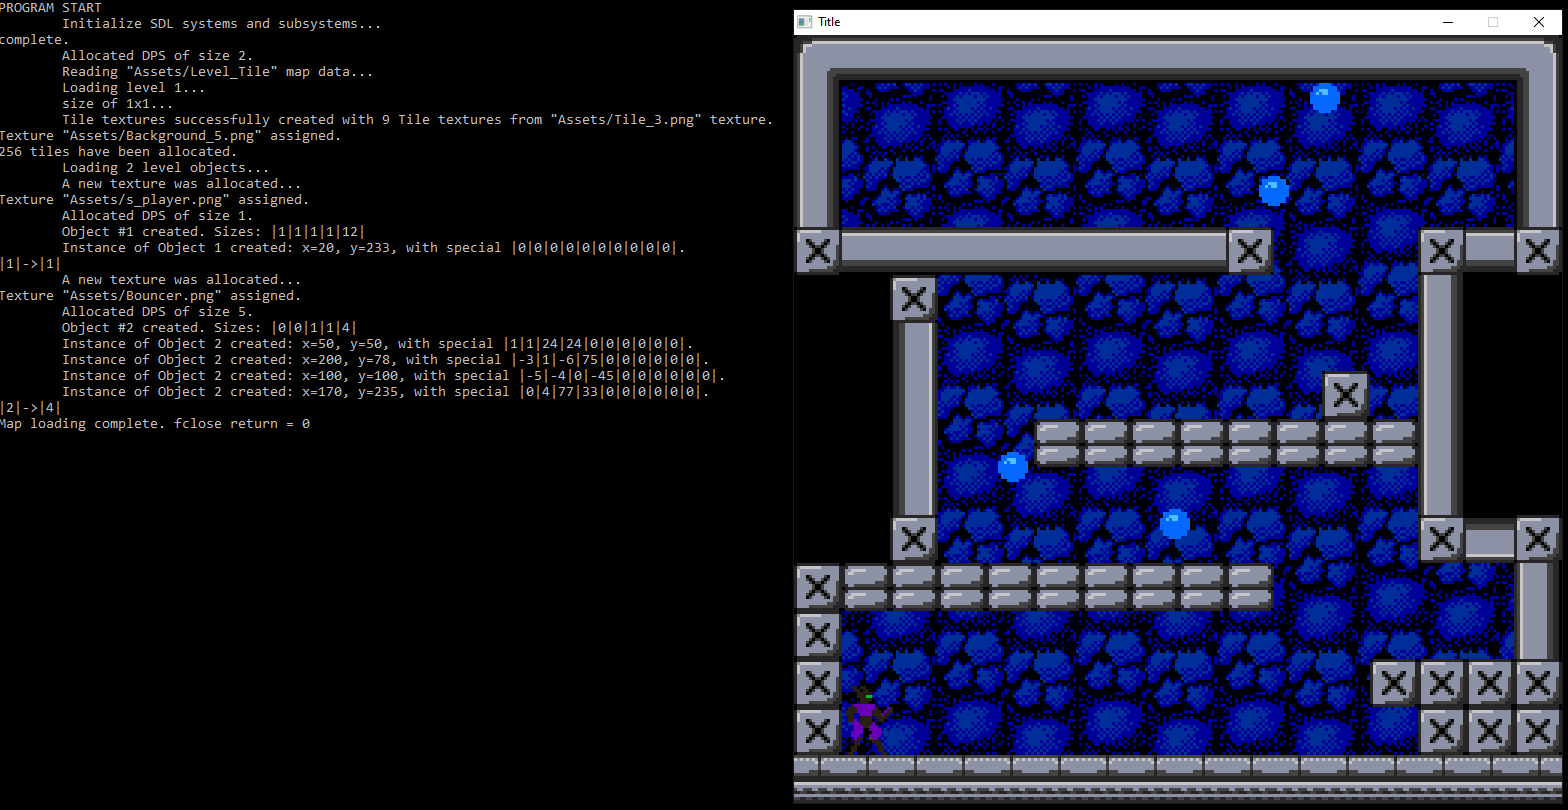 PROGRAM START
Initialize SDL systems and subsystems...
complete.
Allocated DPS of size 2.
Reading "Assets/Level_Tile" map data...
Loading level 1...
size of 1x1...
Tile textures successfully created with 9 Tile textures from "Assets/Tile_3.png" texture.
Texture "Assets/Background_5.png" assigned.
256 tiles have been allocated.
Loading 2 level objects...
A new texture was allocated...
Texture "Assets/s_player.png" assigned.
Allocated DPS of size 1.
Object #1 created. Sizes: |1|1|1|1|12|
Instance of Object 1 created: x=20, y=233, with special |0|0|0|0|0|0|0|0|0|0|.
|1|->|1|
A new texture was allocated...
Texture "Assets/Bouncer.png" assigned.
Allocated DPS of size 5.
Object #2 created. Sizes: |0|0|1|1|4|
Instance of Object 2 created: x=50, y=50, with special |1|1|24|24|0|0|0|0|0|0|.
Instance of Object 2 created: x=200, y=78, with special |-3|1|-6|75|0|0|0|0|0|0|.
Instance of Object 2 created: x=100, y=100, with special |-5|-4|0|-45|0|0|0|0|0|0|.
Instance of Object 2 created: x=170, y=235, with special |0|4|77|33|0|0|0|0|0|0|.
|2|->|4|
Map loading complete. fclose return = 0
Title